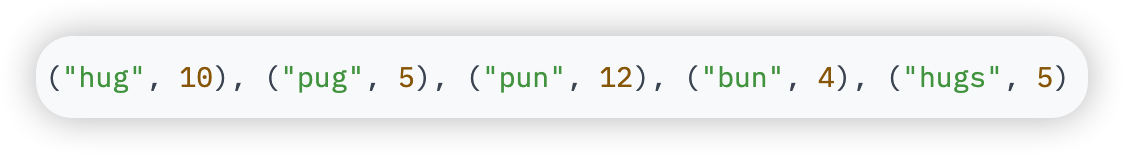 ("hug", 10), ("pug", 5), ("pun", 12), ("bun", 4), ("hugs", 5)